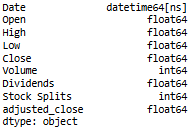 Date datetime64[ns]
Open float64
High float64
Low float64
Close float64
Volume int64
Dividends float64
Stock Splits int64
adjusted_close float64
dtype: object